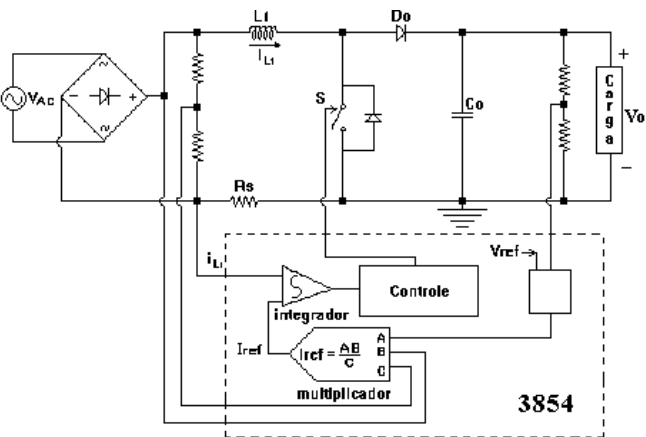 L1
Do
iL1
VAC
~
~
-
+
S
Co
Carga
+
Vo
-
Rs
Vref
iL1
integrador
Controle
Iref
Iref = AB/C
A
B
C
multiplicador
3854